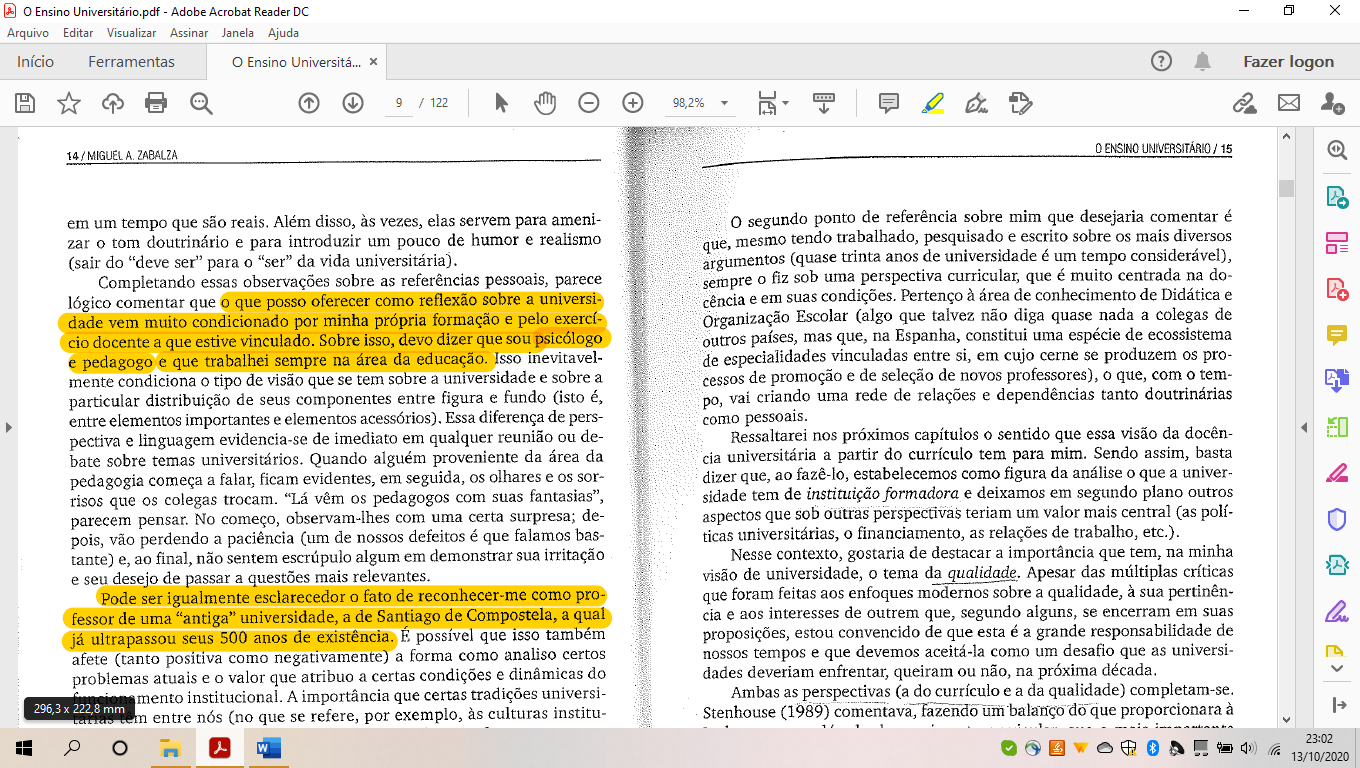 O Ensino Universitário.pdf - Adobe Acrobat Reader DC
Arquivo Editar Visualizar Assinar Janela Ajuda
Início Ferramentas O Ensino Universitá... × Fazer logon
9 / 122 98,2%
14 / MIGUEL A. ZABALZA
em um tempo que são reais. Além disso, às vezes, elas servem para ameni-
zar o tom doutrinário e para introduzir um pouco de humor e realismo
(sair do “deve ser” para o “ser” da vida universitária).
Completando essas observações sobre as referências pessoais, parece
lógico comentar que o que posso oferecer como reflexão sobre a universi-
dade vem muito condicionado por minha própria formação e pelo exercí-
cio docente a que estive vinculado. Sobre isso, devo dizer que sou psicólogo
e pedagogo e que trabalhei sempre na área da educação. Isso inevitavel-
mente condiciona o tipo de visão que se tem sobre a universidade e sobre a
particular distribuição de seus componentes entre figura e fundo (isto é,
entre elementos importantes e elementos acessórios). Essa diferença de pers-
pectiva e linguagem evidencia-se de imediato em qualquer reunião ou de-
bate sobre temas universitários. Quando alguém proveniente da área da
pedagogia começa a falar, ficam evidentes, em seguida, os olhares e os sor-
risos que os colegas trocam. “Lá vêm os pedagogos com suas fantasias”,
parecem pensar. No começo, observam-lhes com uma certa surpresa; de-
pois, vão perdendo a paciência (um de nossos defeitos é que falamos bas-
tante) e, ao final, não sentem escrúpulo algum em demonstrar sua irritação
e seu desejo de passar a questões mais relevantes.
Pode ser igualmente esclarecedor o fato de reconhecer-me como pro-
fessor de uma “antiga” universidade, a de Santiago de Compostela, a qual
já ultrapassou seus 500 anos de existência. É possível que isso também
afete (tanto positiva como negativamente) a forma como analiso certos
problemas atuais e o valor que atribuo a certas condições e dinâmicas do
funcionamento institucional. A importância que certas tradições universi-
tárias têm entre nós (no que se refere, por exemplo, às culturas institu-
296,3 x 222,8 mm
O ENSINO UNIVERSITÁRIO / 15
O segundo ponto de referência sobre mim que desejaria comentar é
que, mesmo tendo trabalhado, pesquisado e escrito sobre os mais diversos
argumentos (quase trinta anos de universidade é um tempo considerável),
sempre o fiz sob uma perspectiva curricular, que é muito centrada na do-
cência e em suas condições. Pertenço à área de conhecimento de Didática e
Organização Escolar (algo que talvez não diga quase nada a colegas de
outros países, mas que, na Espanha, constitui uma espécie de ecossistema
de especialidades vinculadas entre si, em cujo cerne se produzem os pro-
cessos de promoção e de seleção de novos professores), o que, com o tem-
po, vai criando uma rede de relações e dependências tanto doutrinárias
como pessoais.
Ressaltarei nos próximos capítulos o sentido que essa visão da docên-
cia universitária a partir do currículo tem para mim. Sendo assim, basta
dizer que, ao fazê-lo, estabelecemos como figura da análise o que a univer-
sidade tem de instituição formadora e deixamos em segundo plano outros
aspectos que sob outras perspectivas teriam um valor mais central (as polí-
ticas universitárias, o financiamento, as relações de trabalho, etc.).
Nesse contexto, gostaria de destacar a importância que tem, na minha
visão de universidade, o tema da qualidade. Apesar das múltiplas críticas
que foram feitas aos enfoques modernos sobre a qualidade, à sua pertinên-
cia e aos interesses de outrem que, segundo alguns, se encerram em suas
proposições, estou convencido de que esta é a grande responsabilidade de
nossos tempos e que devemos aceitá-la como um desafio que as universi-
dades deveriam enfrentar, queiram ou não, na próxima década.
Ambas as perspectivas (a do currículo e a da qualidade) completam-se.
Stenhouse (1989) comentava, fazendo um balanço do que proporcionará à
23:02
13/10/2020